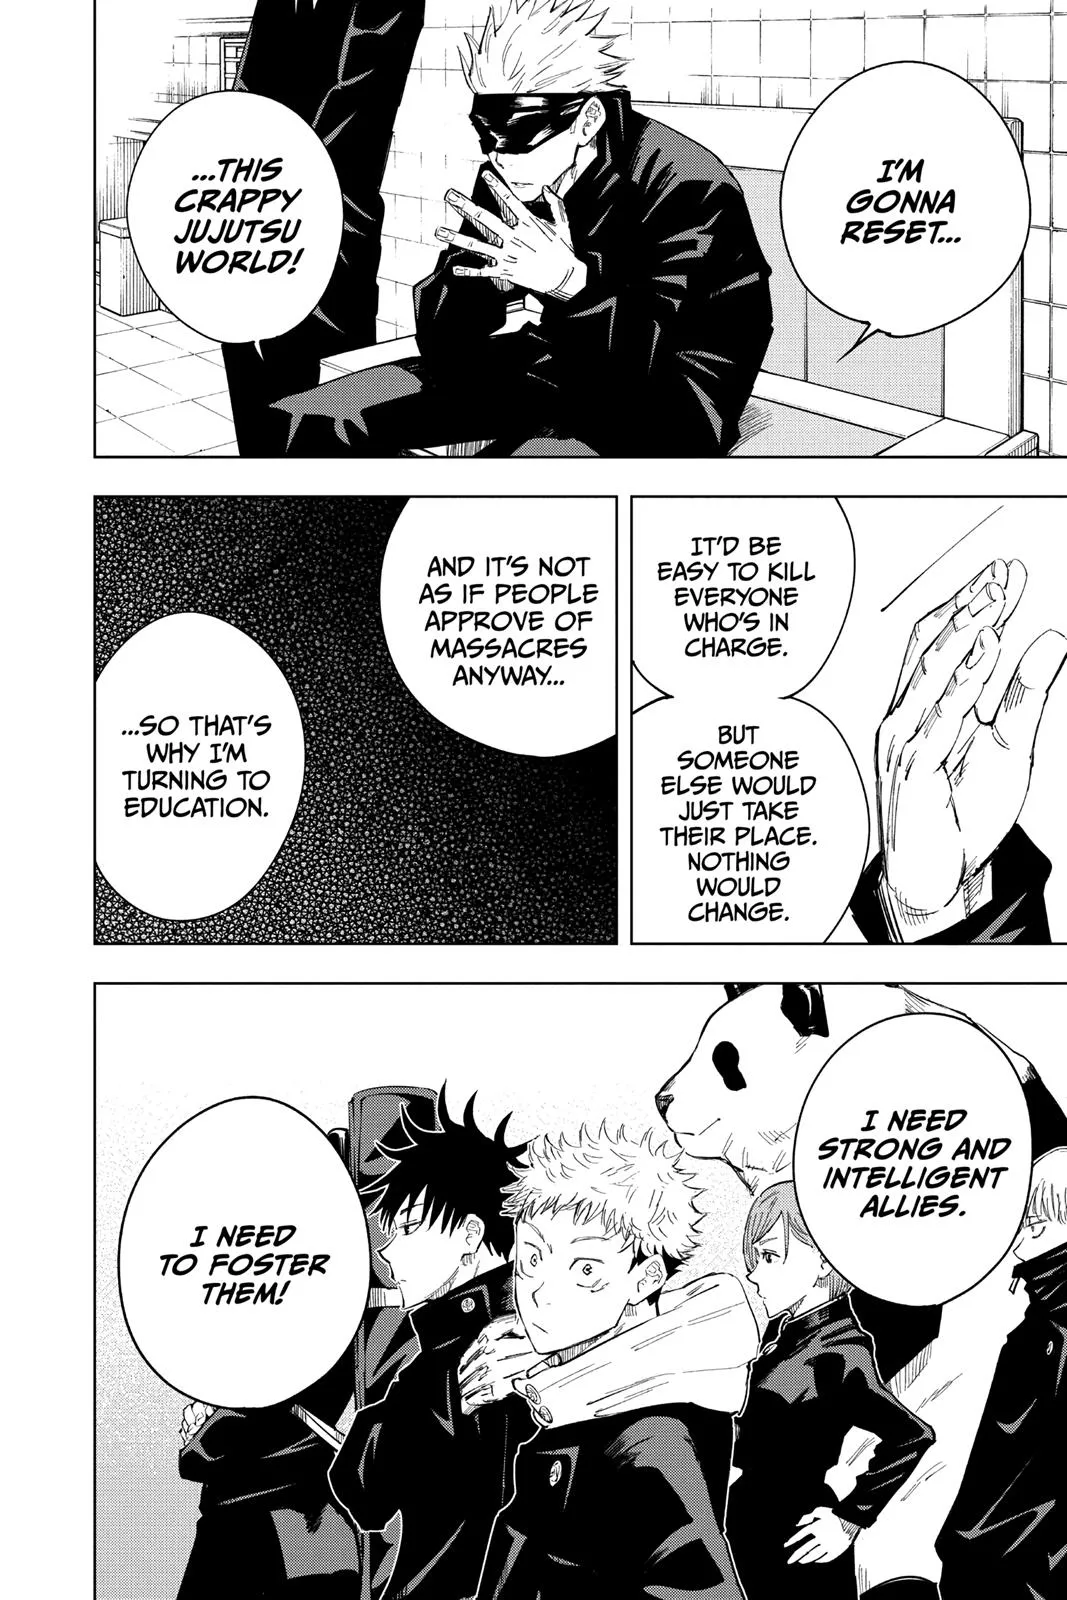 I'M
GONNA
RESET...
...THIS
CRAPPY
JUJUTSU
WORLD!
IT'D BE
EASY TO KILL
EVERYONE
WHO'S IN
CHARGE.
BUT
SOMEONE
ELSE WOULD
JUST TAKE
THEIR PLACE.
NOTHING
WOULD
CHANGE.
AND IT'S NOT
AS IF PEOPLE
APPROVE OF
MASSACRES
ANYWAY...
...SO THAT'S
WHY I'M
TURNING TO
EDUCATION.
I NEED
STRONG AND
INTELLIGENT
ALLIES.
I NEED
TO FOSTER
THEM!